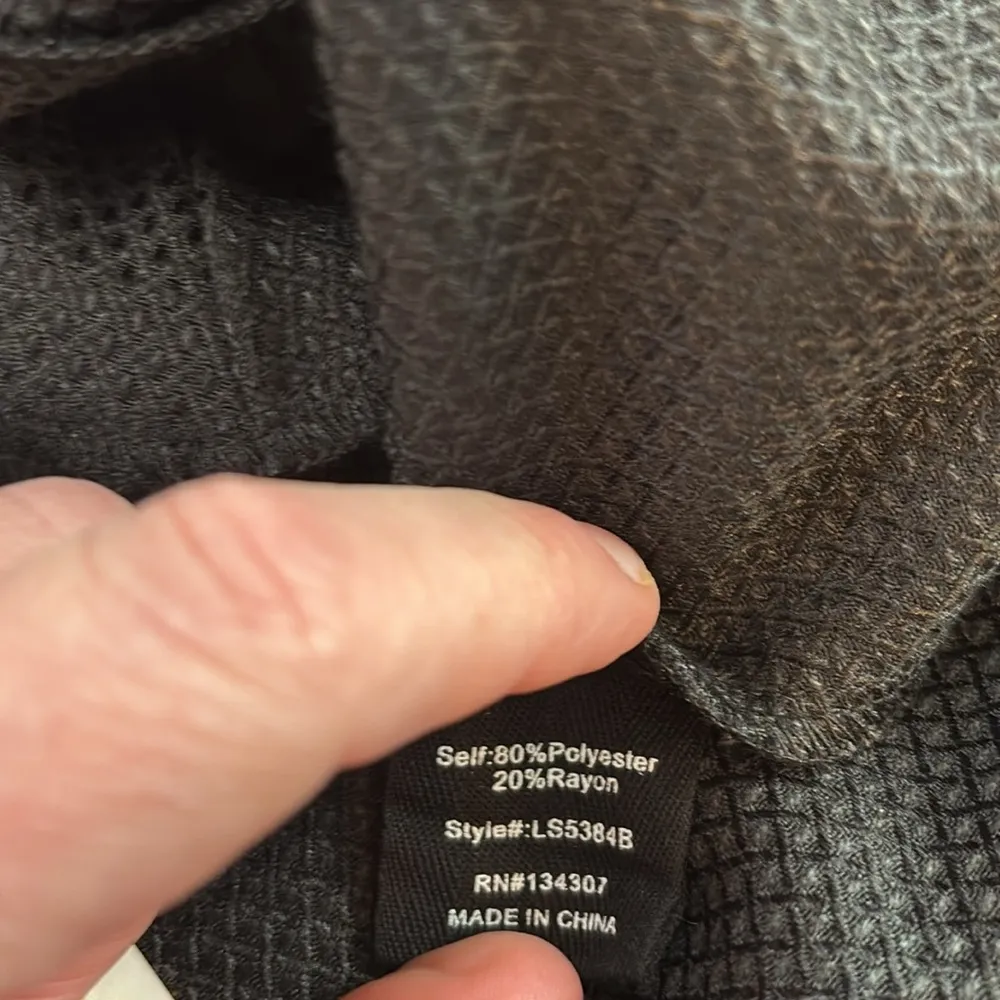 Self:80%Polyester
20%Rayon
Style#:LS5384B
RN#134307
MADE IN CHINA